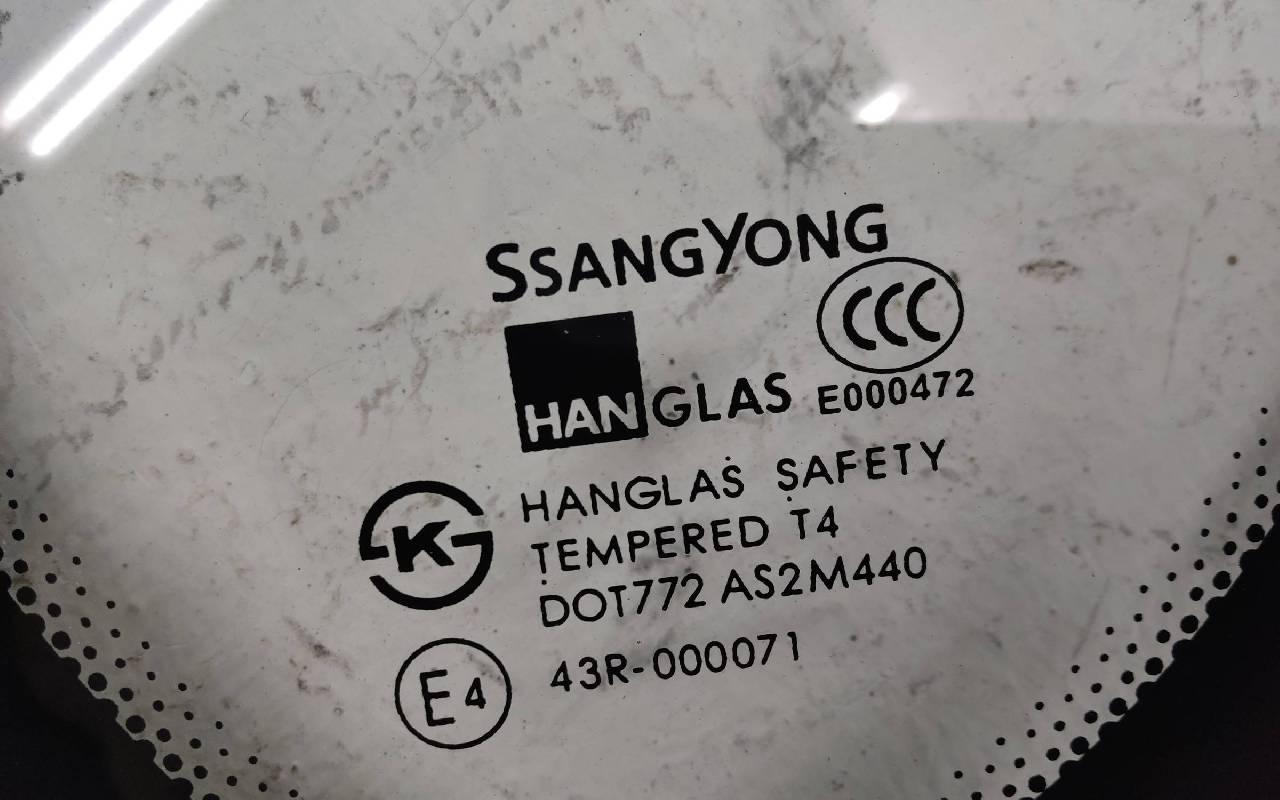 SSANGYONG
CCC
HANGLAS E000472
HANGLAS SAFETY
TEMPERED T4
K
DOT772 AS2M440
E4 43R-000071